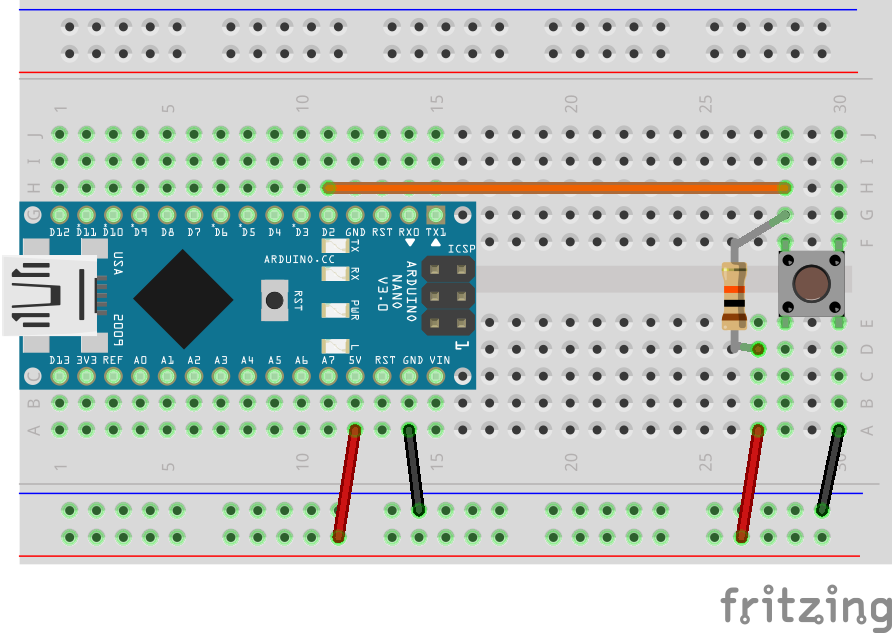 1 5 10 15 20 25 30
J J
I I
H H
G G
F
D12 D11 D10 D9 D8 D7 D6 D5 D4 D3 D2 GND RST RX0 TX1
USA
ARDUINO.CC
TX
RX
RST
PWR
L
ICSP
ARDUINO
NANO
V3.0
1
2009
D13 3V3 REF A0 A1 A2 A3 A4 A5 A6 A7 5V RST GND VIN
E
D
C C
B B
A A
1 5 10 15 20 25 30
fritzing